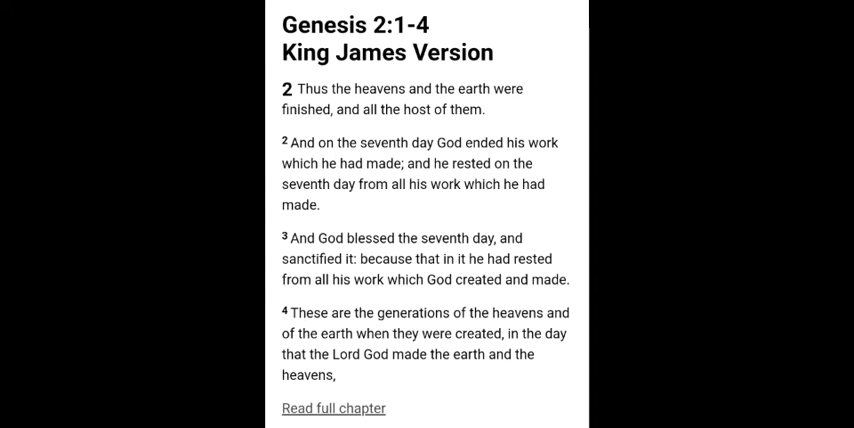 Genesis 2:1-4
King James Version
2 Thus the heavens and the earth were
finished, and all the host of them.
2 And on the seventh day God ended his work
which he had made; and he rested on the
seventh day from all his work which he had
made.
3 And God blessed the seventh day, and
sanctified it: because that in it he had rested
from all his work which God created and made.
4 These are the generations of the heavens and
of the earth when they were created, in the day
that the Lord God made the earth and the
heavens,
Read full chapter